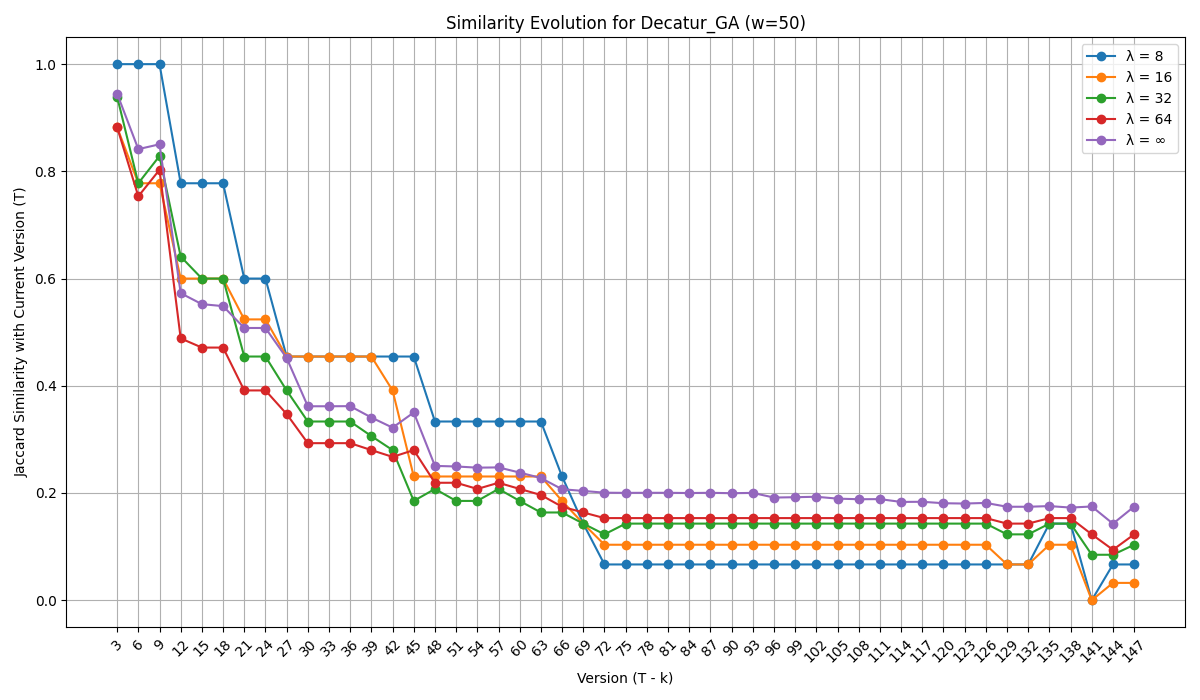 Similarity Evolution for Decatur_GA (w=50)
λ = 8
λ = 16
λ = 32
λ = 64
λ = ∞
Jaccard Similarity with Current Version (T)
1.0
0.8
0.6
0.4
0.2
0.0
3 6 9 12 15 18 21 24 27 30 33 36 39 42 45 48 51 54 57 60 63 66 69 72 75 78 81 84 87 90 93 96 99 102 105 108 111 114 117 120 123 126 129 132 135 138 141 144 147
Version (T - k)